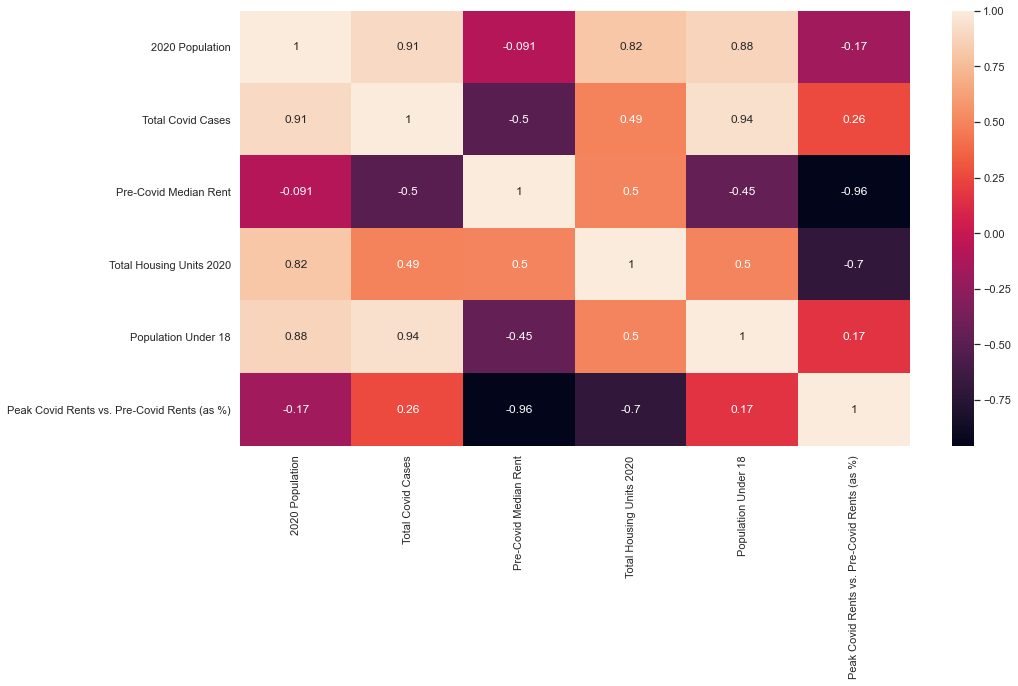 2020 Population 1 0.91 -0.091 0.82 0.88 -0.17
Total Covid Cases 0.91 1 -0.5 0.49 0.94 0.26
Pre-Covid Median Rent -0.091 -0.5 1 0.5 -0.45 -0.96
Total Housing Units 2020 0.82 0.49 0.5 1 0.5 -0.7
Population Under 18 0.88 0.94 -0.45 0.5 1 0.17
Peak Covid Rents vs. Pre-Covid Rents (as %) -0.17 0.26 -0.96 -0.7 0.17 1
2020 Population
Total Covid Cases
Pre-Covid Median Rent
Total Housing Units 2020
Population Under 18
Peak Covid Rents vs. Pre-Covid Rents (as %)
1.00
0.75
0.50
0.25
0.00
−0.25
−0.50
−0.75